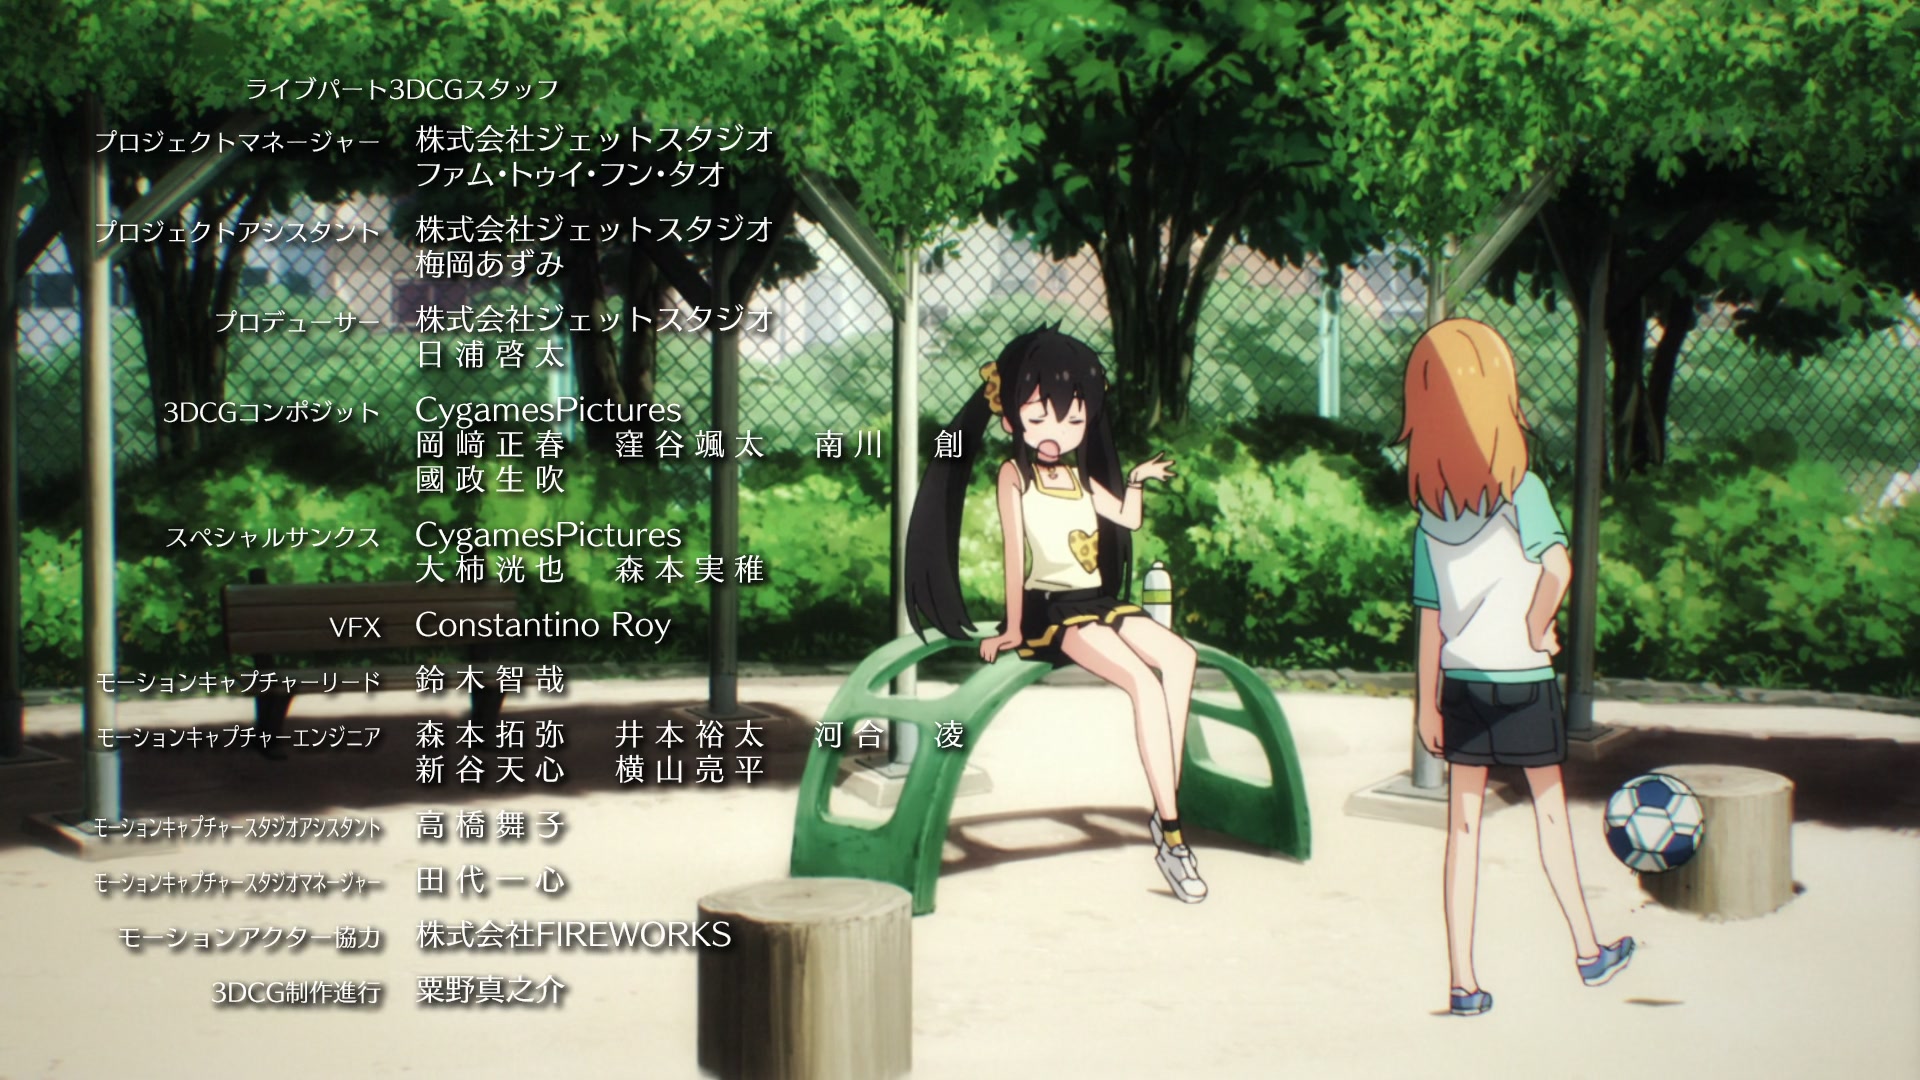 ライブパート3DCGスタッフ
プロジェクトマネージャー 株式会社ジェットスタジオ
ファム・トゥイ・フン・タオ
プロジェクトアシスタント 株式会社ジェットスタジオ
梅岡あずみ
プロデューサー 株式会社ジェットスタジオ
日浦啓太
3DCGコンポジット CygamesPictures
岡﨑正春 窪谷颯太 南川 創
國政生吹
スペシャルサンクス CygamesPictures
大柿洸也 森本実稚
VFX Constantino Roy
モーションキャプチャーリード 鈴木智哉
モーションキャプチャーエンジニア 森本拓弥 井本裕太 河合 凌
新谷天心 横山亮平
モーションキャプチャースタジオアシスタント 高橋舞子
モーションキャプチャースタジオマネージャー 田代一心
モーションアクター協力 株式会社FIREWORKS
3DCG制作進行 粟野真之介